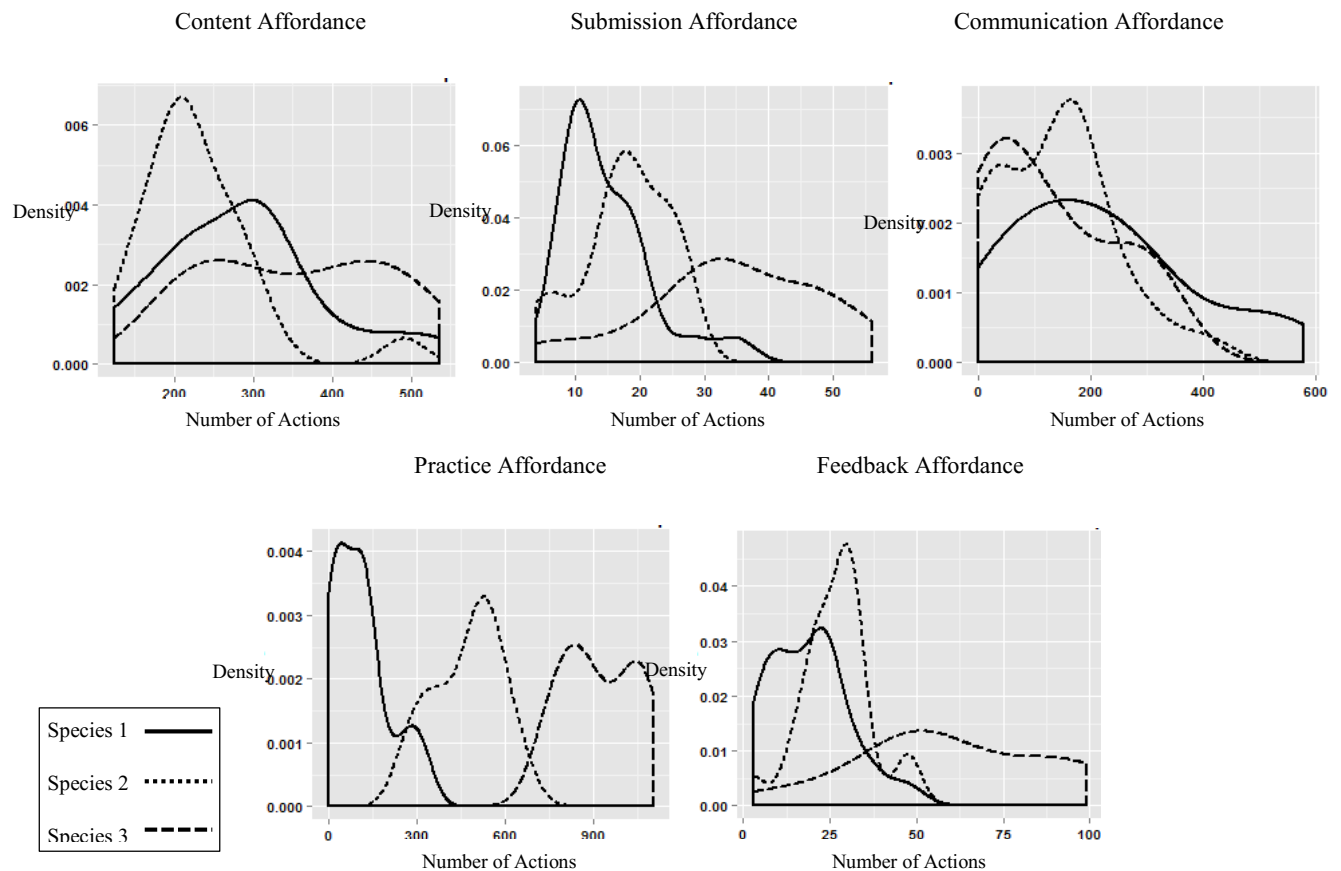 Content Affordance
Submission Affordance
Communication Affordance
006
004
002
0.000
Density
200
300
400
500
Number of Actions
0.06
0.04
0.02
0.00
Density
10
20
30
40
50
Number of Actions
0.003
0.002
0.001
0.000
Density
0
200
400
600
Number of Actions
Practice Affordance
Feedback Affordance
0.004
0.003
0.002
0.001
0.000
Density
0
300
600
900
Number of Actions
0.04
0.03
0.02
0.01
0.00
Density
0
25
50
75
100
Number of Actions
Species 1
Species 2
Species 3